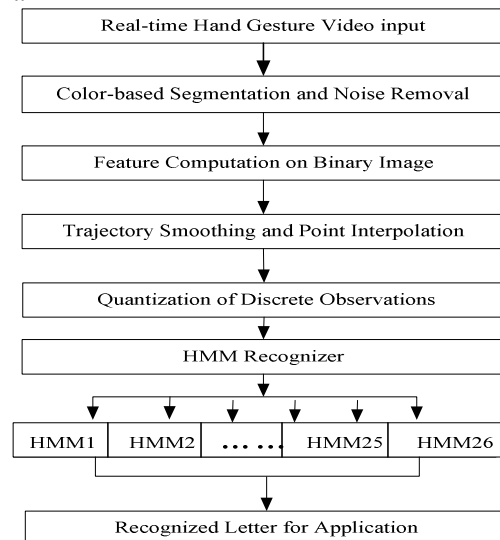 Real-time Hand Gesture Video input
Color-based Segmentation and Noise Removal
Feature Computation on Binary Image
Trajectory Smoothing and Point Interpolation
Quantization of Discrete Observations
HMM Recognizer
HMM1 HMM2 ... ... HMM25 HMM26
Recognized Letter for Application